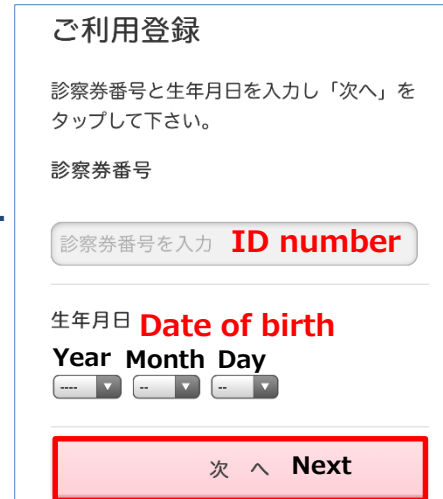 ご利用登録
診察券番号と生年月日を入力し「次へ」を
タップして下さい。
診察券番号
診察券番号を入力 ID number
生年月日 Date of birth
Year Month Day
---- -- --
次 へ Next